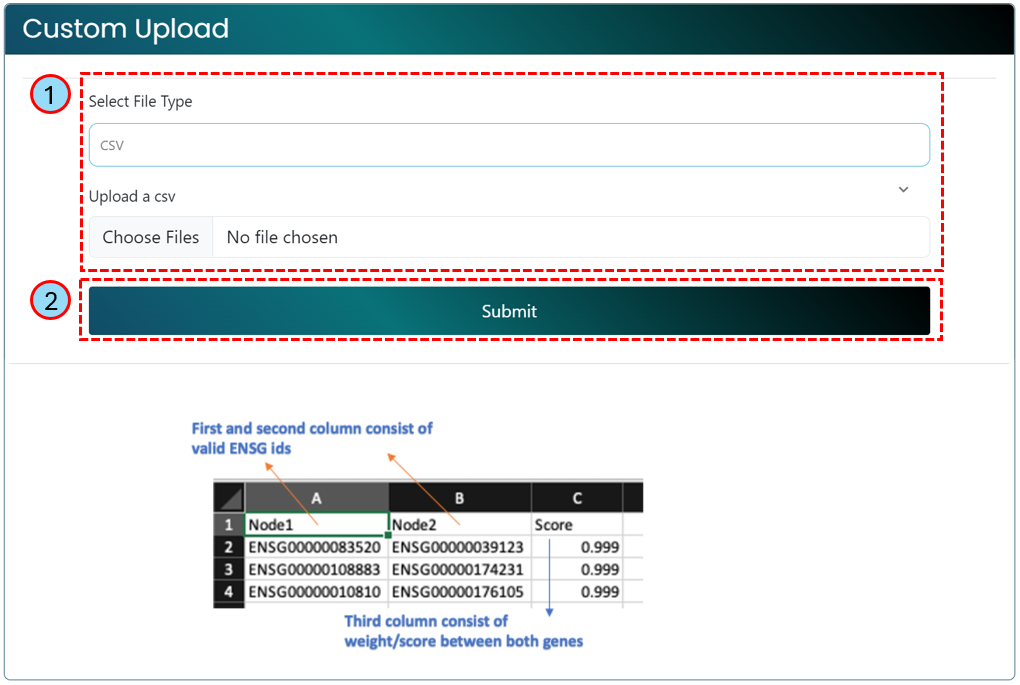 Custom Upload
1
Select File Type
CSV
Upload a csv
Choose Files No file chosen
2
Submit
First and second column consist of
valid ENSG ids
A B C
1 Node1 Node2 Score
2 ENSG00000083520 ENSG00000039123 0.999
3 ENSG00000108883 ENSG00000174231 0.999
4 ENSG00000010810 ENSG00000176105 0.999
Third column consist of
weight/score between both genes